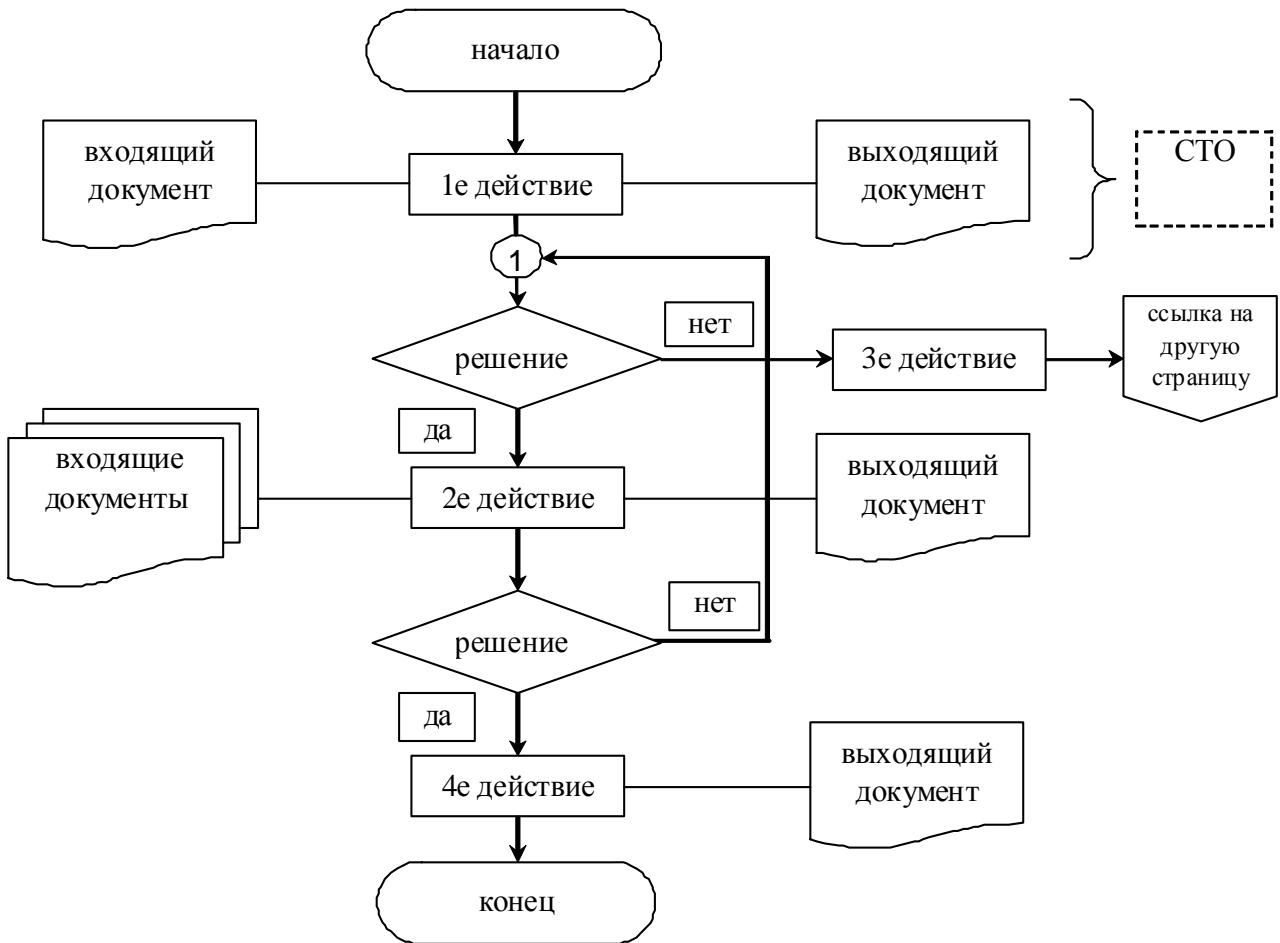 начало
входящий
документ
1е действие
выходящий
документ
СТО
1
решение
нет
3е действие
ссылка на
другую
страницу
да
входящие
документы
2е действие
выходящий
документ
решение
нет
да
4е действие
выходящий
документ
конец